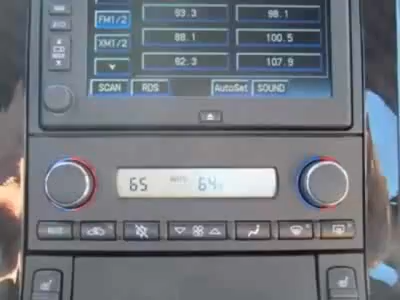 FM1/2 93.3 98.1
XM1/2 88.1 100.5
92.3 107.9
SCAN RDS AutoSet SOUND
65 AUTO 64